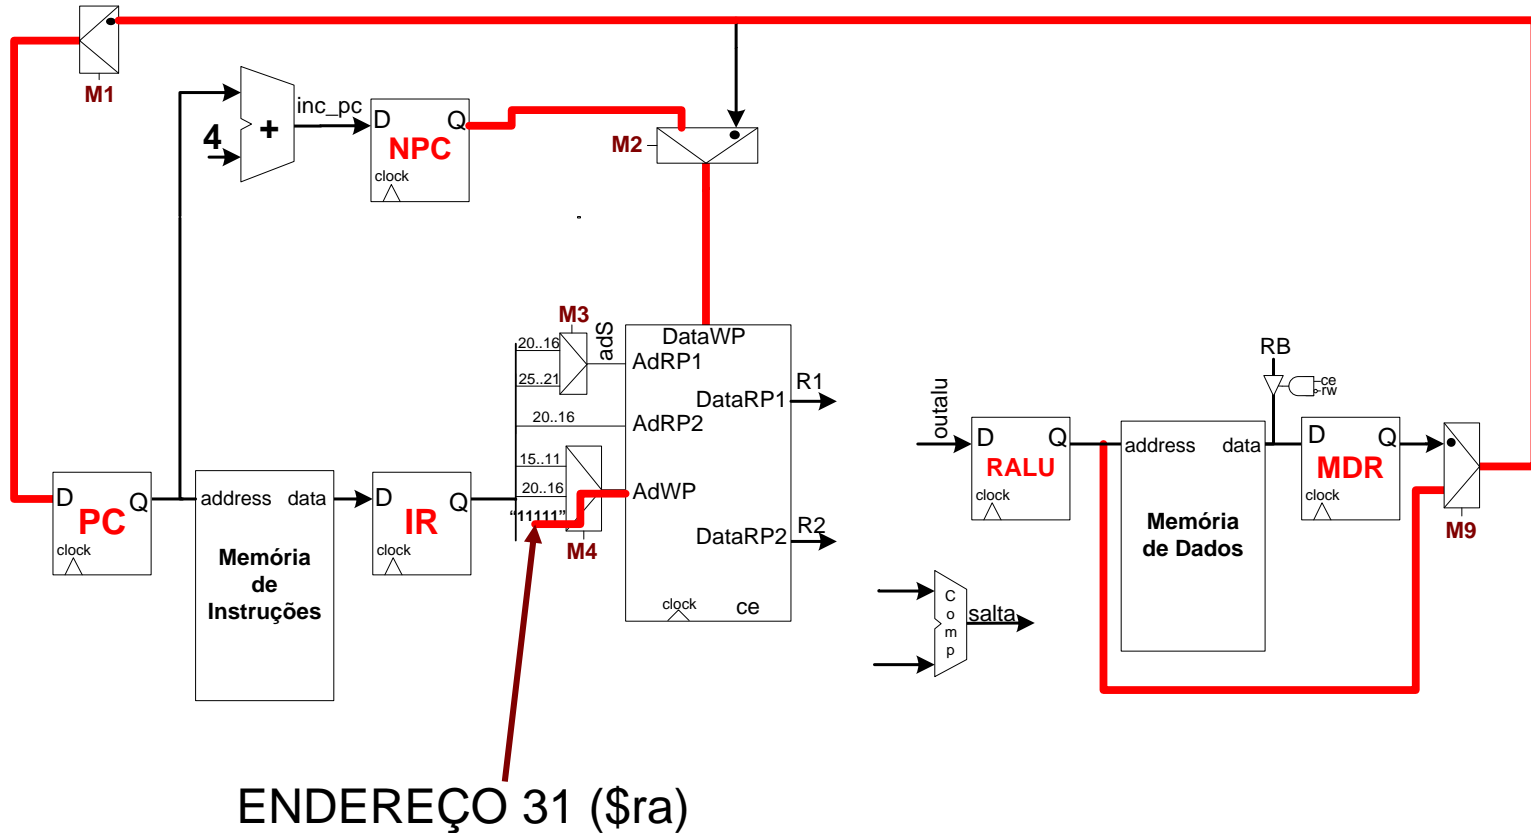 M1
inc_pc
4
+
D
Q
NPC
clock
M2
M3
adS
20..16
25..21
20..16
15..11
20..16
“11111”
M4
DataWP
AdRP1
DataRP1
AdRP2
AdWP
DataRP2
clock
ce
R1
R2
D
Q
PC
clock
address
data
Memória
de
Instruções
D
Q
IR
clock
Comp
salta
outalu
D
Q
RALU
clock
address
data
Memória
de Dados
RB
ce
rw
D
Q
MDR
clock
M9
ENDEREÇO 31 ($ra)